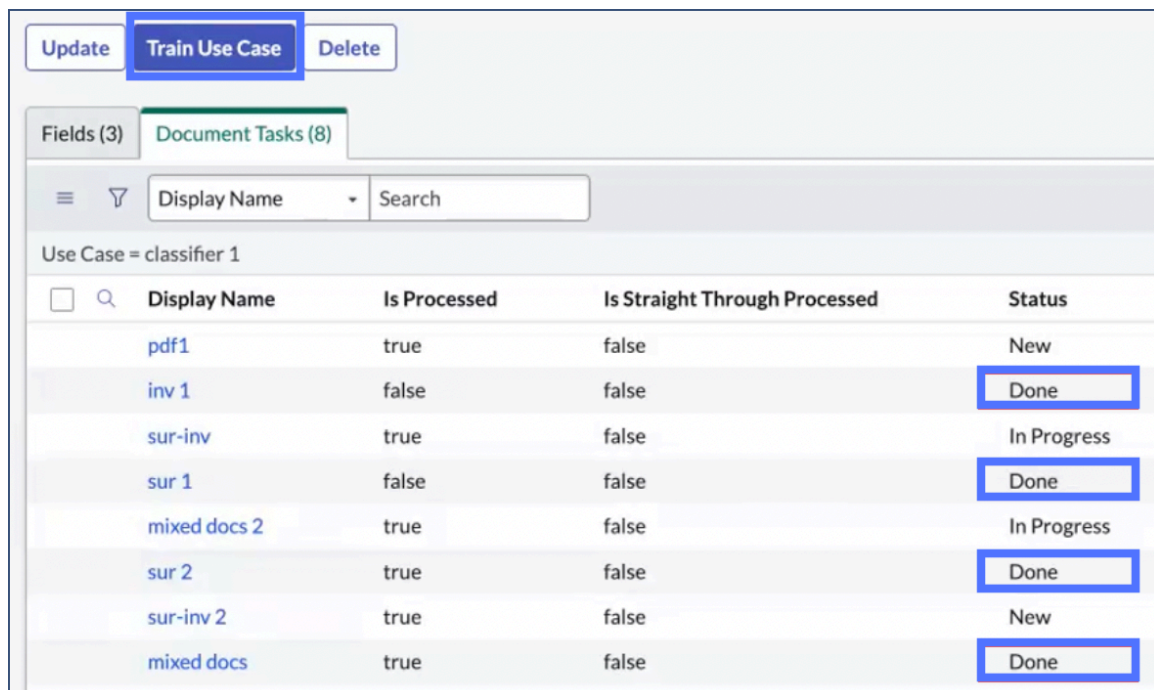 Update Train Use Case Delete
Fields (3) Document Tasks (8)
Display Name Search
Use Case = classifier 1
Display Name Is Processed Is Straight Through Processed Status
pdf1 true false New
inv 1 false false Done
sur-inv true false In Progress
sur 1 false false Done
mixed docs 2 true false In Progress
sur 2 true false Done
sur-inv 2 true false New
mixed docs true false Done